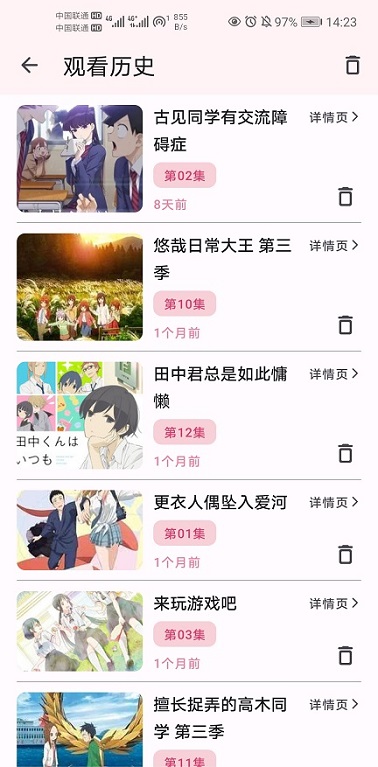 中国联通 HD 4G 4G 1 855
中国联通 HD B/s
97% 14:23
观看历史
古见同学有交流障
碍症
详情页
第02集
8天前
悠哉日常大王 第三
季
详情页
第10集
1个月前
田中君总是如此慵
懒
详情页
第12集
1个月前
田中くんは
いつも
更衣人偶坠入爱河
详情页
第01集
1个月前
来玩游戏吧
详情页
第03集
1个月前
擅长捉弄的高木同
学 第三季
详情页
第11集